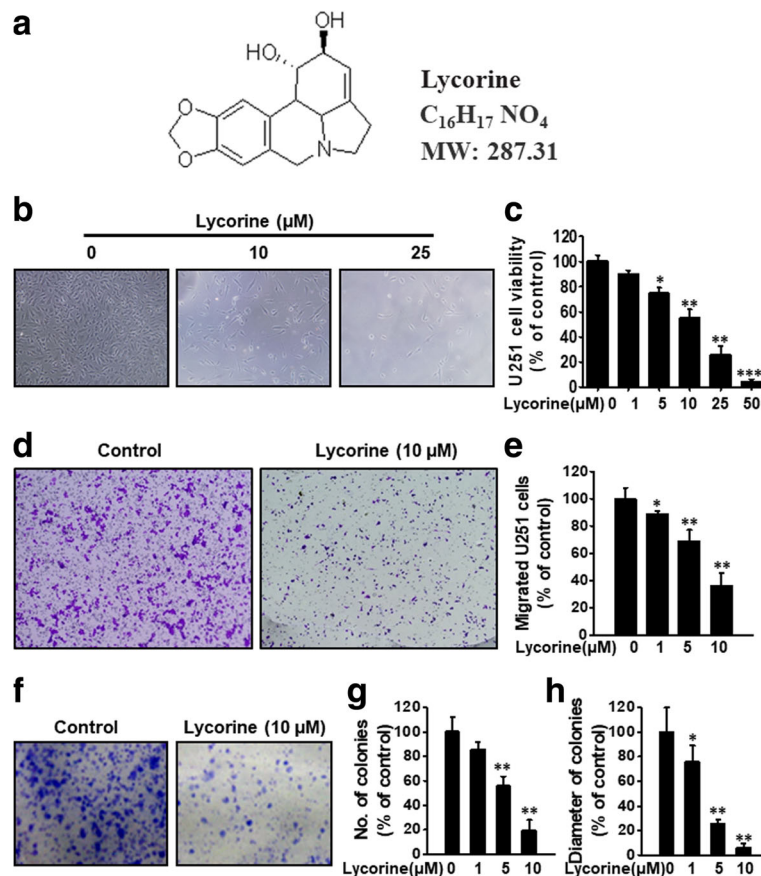 a
OH
HO
O
O
N
Lycorine
C₁₆H₁₇ NO₄
MW: 287.31
b
Lycorine (µM)
0 10 25
c
U251 cell viability
(% of control)
120
100
80
60
40
20
0
* ** ** ***
Lycorine(µM) 0 1 5 10 25 50
d
Control Lycorine (10 µM)
e
Migrated U251 cells
(% of control)
120
100
80
60
40
20
0
* ** **
Lycorine(µM) 0 1 5 10
f
Control Lycorine (10 µM)
g
No. of colonies
(% of control)
120
100
80
60
40
20
0
** **
Lycorine(µM) 0 1 5 10
h
Diameter of colonies
(% of control)
120
100
80
60
40
20
0
* ** **
Lycorine(µM) 0 1 5 10